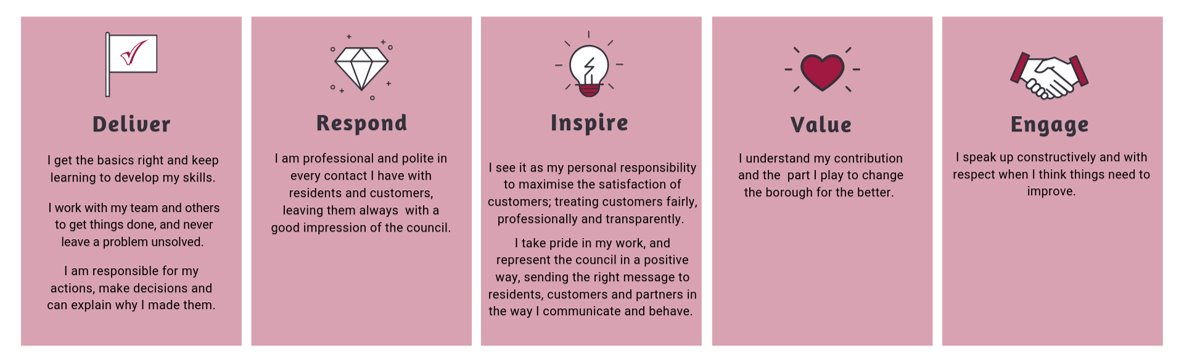 Deliver
I get the basics right and keep
learning to develop my skills.
I work with my team and others
to get things done, and never
leave a problem unsolved.
I am responsible for my
actions, make decisions and
can explain why I made them.
Respond
I am professional and polite in
every contact I have with
residents and customers,
leaving them always with a
good impression of the council.
Inspire
I see it as my personal responsibility
to maximise the satisfaction of
customers; treating customers fairly,
professionally and transparently.
I take pride in my work, and
represent the council in a positive
way, sending the right message to
residents, customers and partners in
the way I communicate and behave.
Value
I understand my contribution
and the part I play to change
the borough for the better.
Engage
I speak up constructively and with
respect when I think things need to
improve.